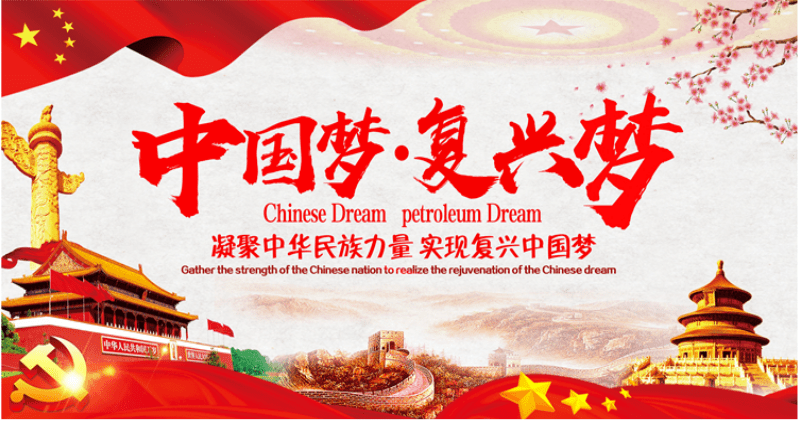 中国梦·复兴梦
Chinese Dream petroleum Dream
凝聚中华民族力量 实现复兴中国梦
Gather the strength of the Chinese nation to realize the rejuvenation of the Chinese dream